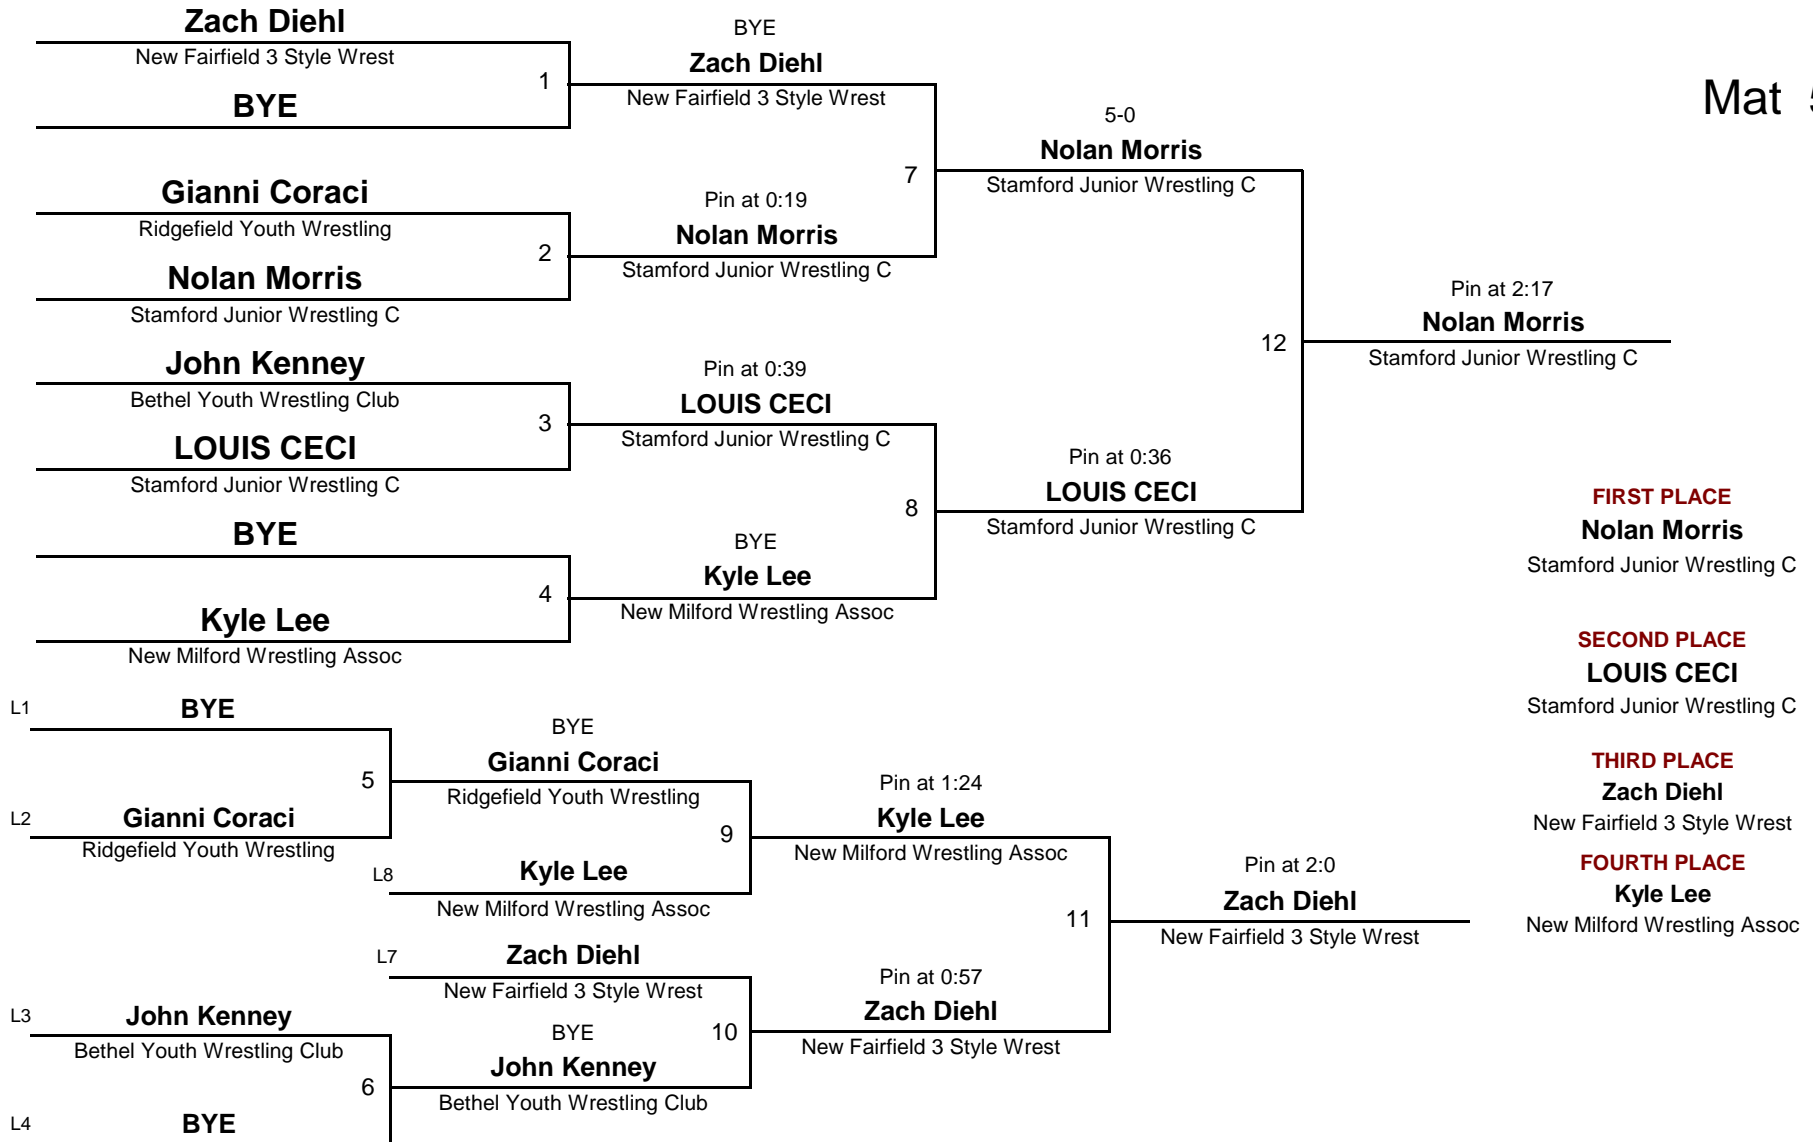 Zach Diehl
New Fairfield 3 Style Wrest
1
BYE
BYE
Zach Diehl
New Fairfield 3 Style Wrest
Mat 5
Gianni Coraci
Ridgefield Youth Wrestling
2
Nolan Morris
Stamford Junior Wrestling C
Pin at 0:19
Nolan Morris
Stamford Junior Wrestling C
7
5-0
Nolan Morris
Stamford Junior Wrestling C
John Kenney
Bethel Youth Wrestling Club
3
LOUIS CECI
Stamford Junior Wrestling C
Pin at 0:39
LOUIS CECI
Stamford Junior Wrestling C
BYE
4
Kyle Lee
New Milford Wrestling Assoc
BYE
Kyle Lee
New Milford Wrestling Assoc
8
Pin at 0:36
LOUIS CECI
Stamford Junior Wrestling C
12
Pin at 2:17
Nolan Morris
Stamford Junior Wrestling C
FIRST PLACE
Nolan Morris
Stamford Junior Wrestling C
SECOND PLACE
LOUIS CECI
Stamford Junior Wrestling C
THIRD PLACE
Zach Diehl
New Fairfield 3 Style Wrest
FOURTH PLACE
Kyle Lee
New Milford Wrestling Assoc
L1
BYE
5
L2
Gianni Coraci
Ridgefield Youth Wrestling
BYE
Gianni Coraci
Ridgefield Youth Wrestling
9
L8
Kyle Lee
New Milford Wrestling Assoc
Pin at 1:24
Kyle Lee
New Milford Wrestling Assoc
L7
Zach Diehl
New Fairfield 3 Style Wrest
10
L3
John Kenney
Bethel Youth Wrestling Club
6
L4
BYE
BYE
John Kenney
Bethel Youth Wrestling Club
Pin at 0:57
Zach Diehl
New Fairfield 3 Style Wrest
11
Pin at 2:0
Zach Diehl
New Fairfield 3 Style Wrest